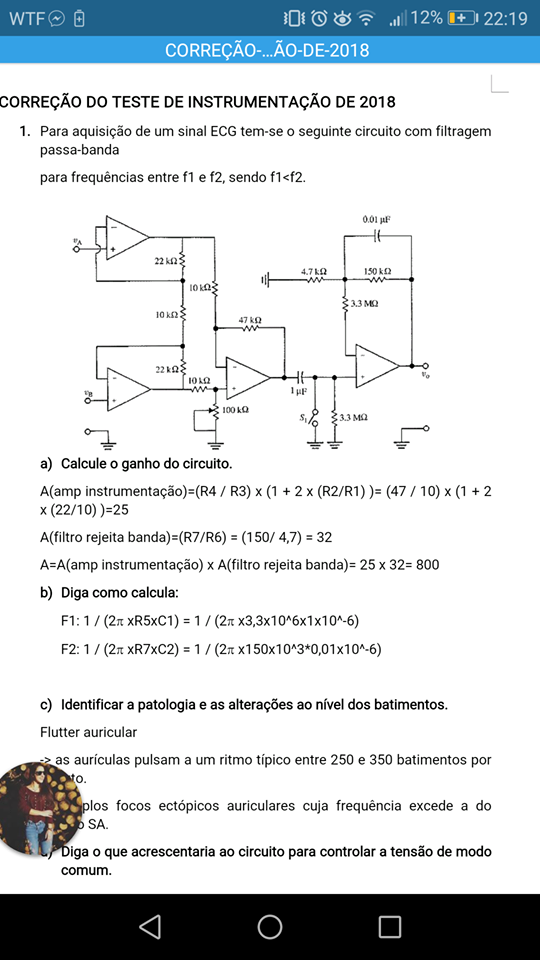 WTF 12% 22:19
CORREÇÃO-...ÃO-DE-2018
CORREÇÃO DO TESTE DE INSTRUMENTAÇÃO DE 2018
1. Para aquisição de um sinal ECG tem-se o seguinte circuito com filtragem
passa-banda
para frequências entre f1 e f2, sendo f1<f2.
0.01 µF
vA
22 kΩ
4.7 kΩ 150 kΩ
10 kΩ
3.3 MΩ
10 kΩ
47 kΩ
22 kΩ
10 kΩ
vo
vB
1 µF
100 kΩ
S1
3.3 MΩ
a) Calcule o ganho do circuito.
A(amp instrumentação)=(R4 / R3) x (1 + 2 x (R2/R1) )= (47 / 10) x (1 + 2
x (22/10) )=25
A(filtro rejeita banda)=(R7/R6) = (150/ 4,7) = 32
A=A(amp instrumentação) x A(filtro rejeita banda)= 25 x 32= 800
b) Diga como calcula:
F1: 1 / (2π xR5xC1) = 1 / (2π x3,3x10^6x1x10^-6)
F2: 1 / (2π xR7xC2) = 1 / (2π x150x10^3*0,01x10^-6)
c) Identificar a patologia e as alterações ao nível dos batimentos.
Flutter auricular
-> as aurículas pulsam a um ritmo típico entre 250 e 350 batimentos por
to.
plos focos ectópicos auriculares cuja frequência excede a do
SA.
Diga o que acrescentaria ao circuito para controlar a tensão de modo
comum.